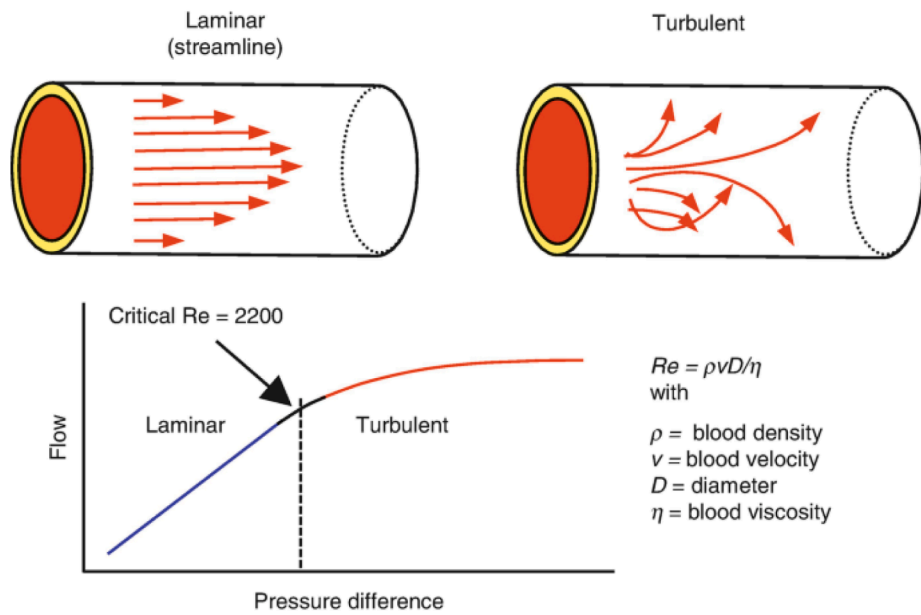 Laminar
(streamline)
Turbulent
Critical Re = 2200
Laminar
Turbulent
Flow
Pressure difference
Re = ρvD/η
with
ρ = blood density
v = blood velocity
D = diameter
η = blood viscosity